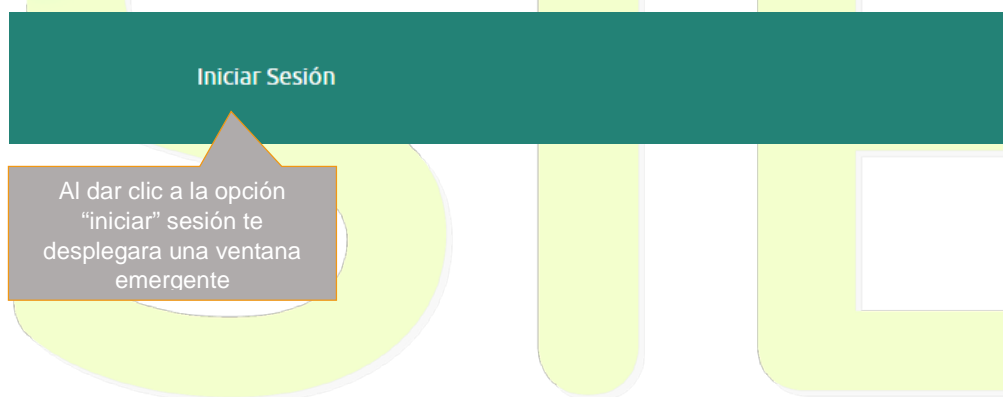 Iniciar Sesión
Al dar clic a la opción
“iniciar” sesión te
desplegara una ventana
emergente